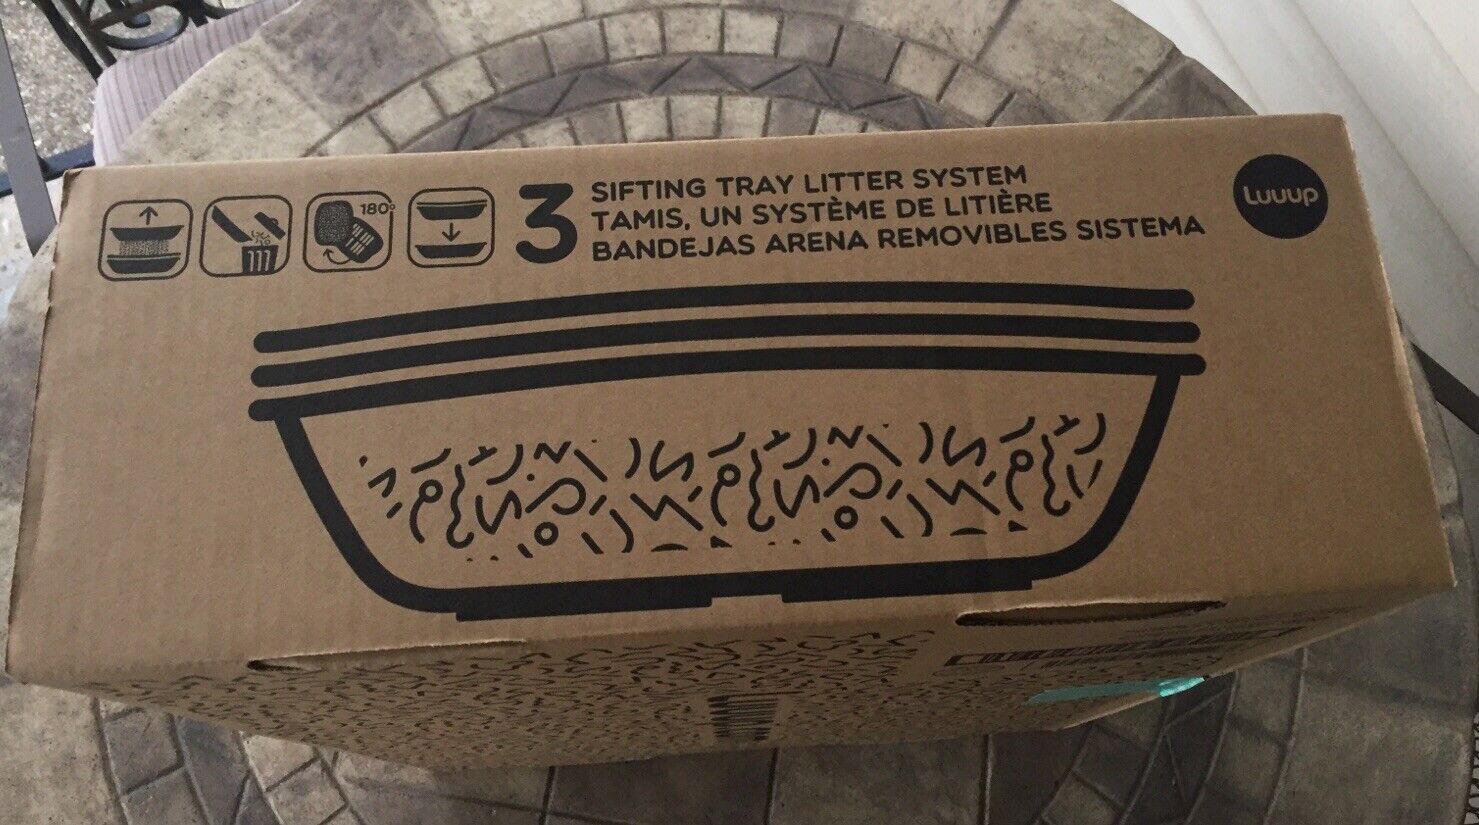 180°
3
SIFTING TRAY LITTER SYSTEM
TAMIS, UN SYSTÈME DE LITIÈRE
BANDEJAS ARENA REMOVIBLES SISTEMA
Luuup